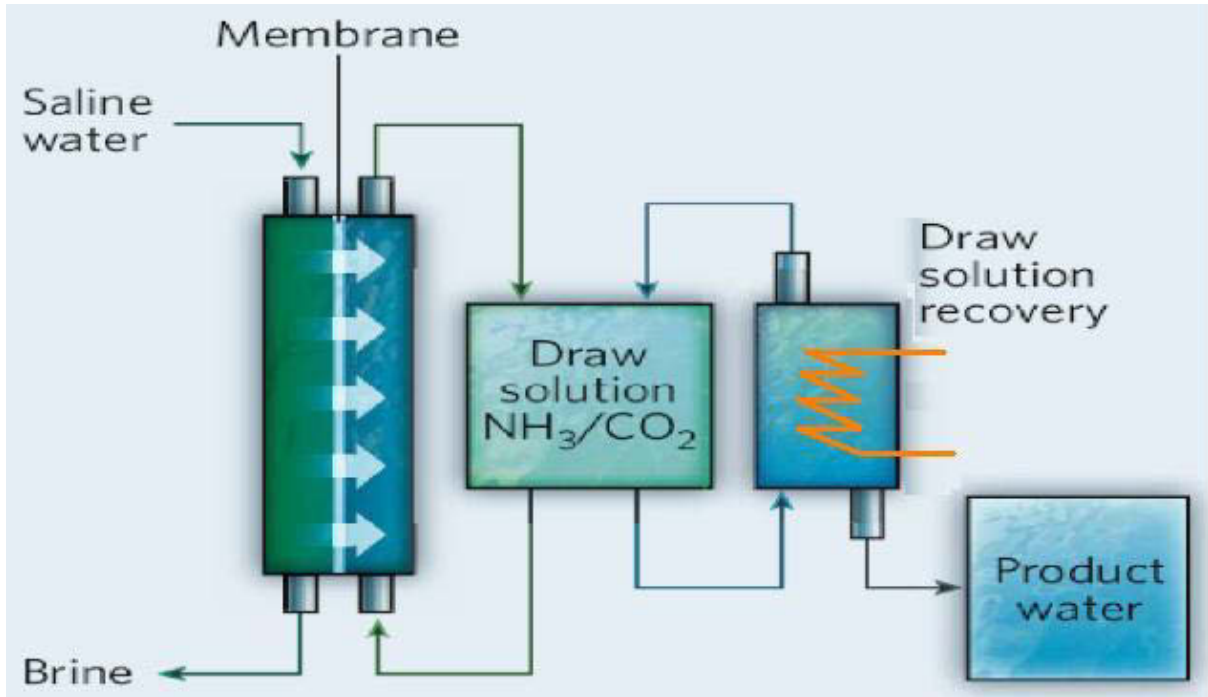 Membrane
Saline
water
Draw
solution
recovery
Draw
solution
NH₃/CO₂
Product
water
Brine